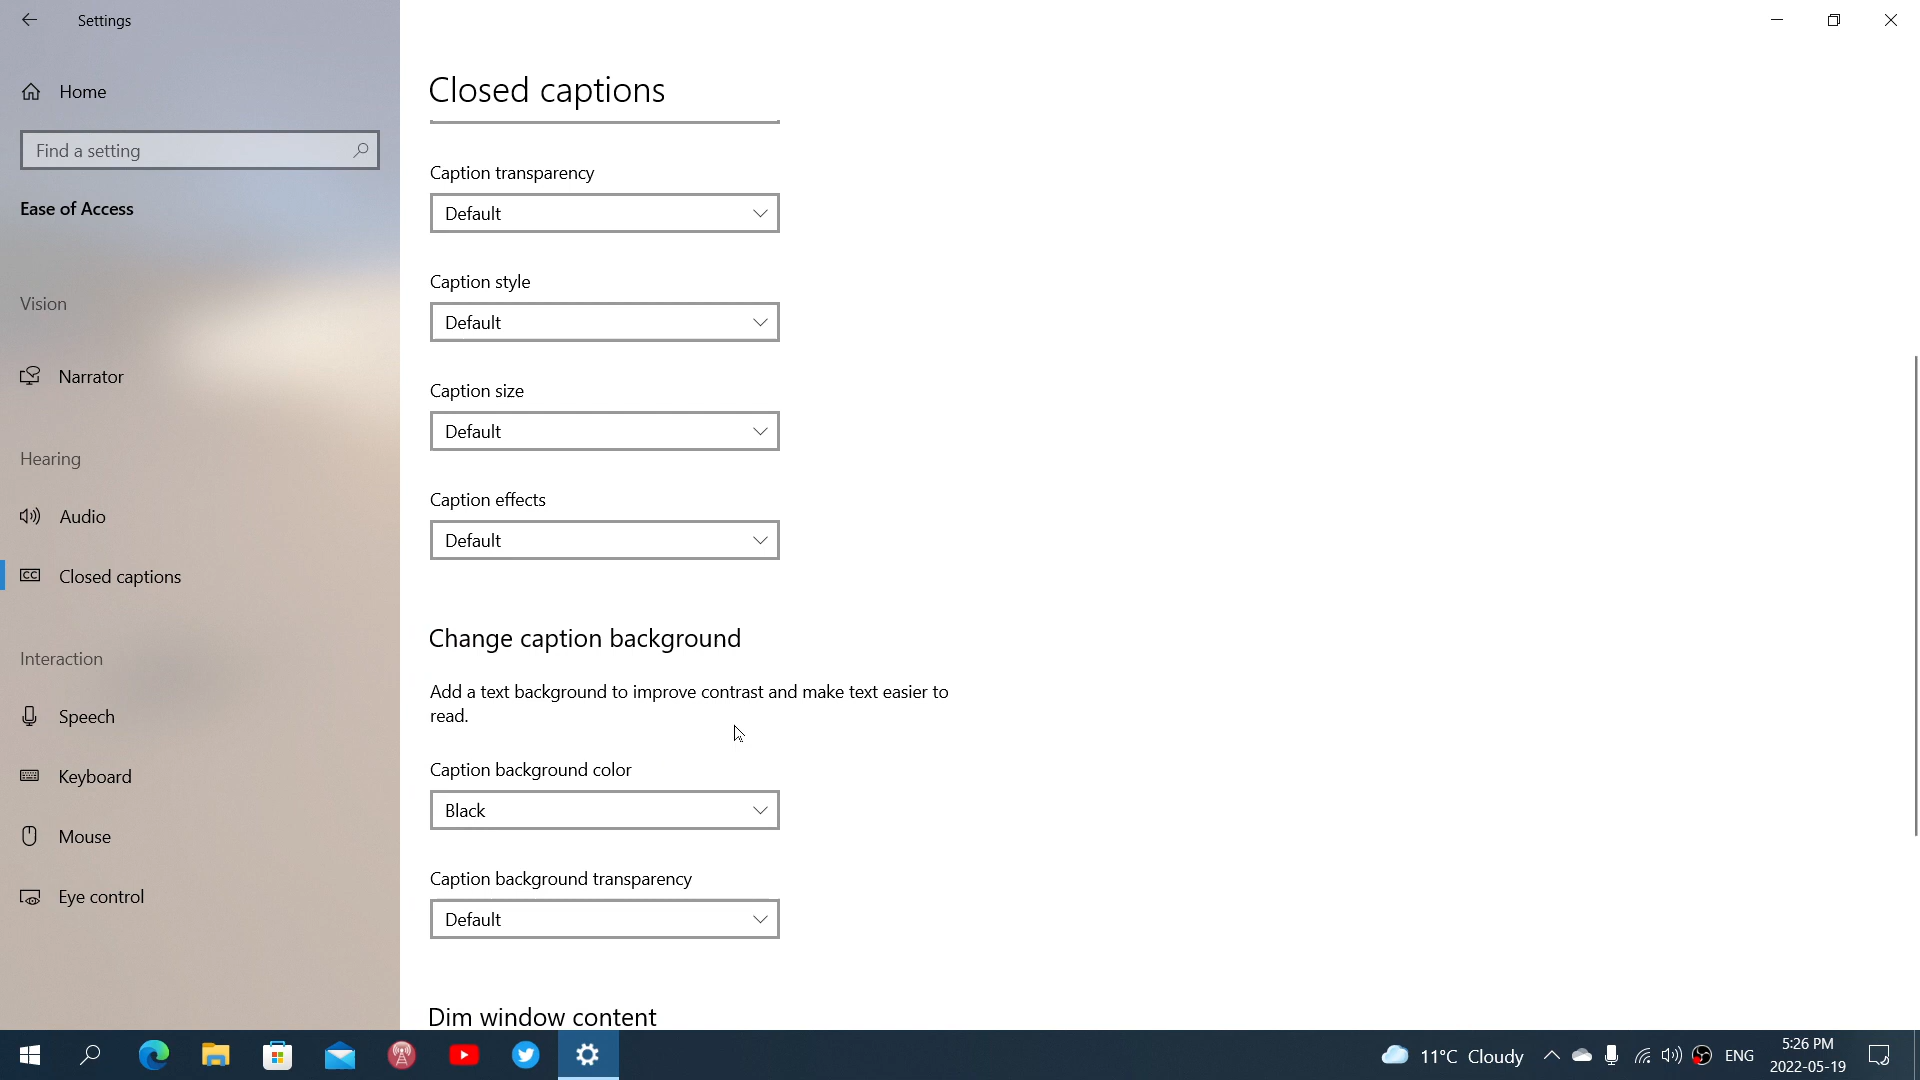 Settings
Home
Find a setting
Ease of Access
Vision
Narrator
Hearing
Audio
CC Closed captions
Interaction
Speech
Keyboard
Mouse
Eye control
Closed captions
Caption transparency
Default
Caption style
Default
Caption size
Default
Caption effects
Default
Change caption background
Add a text background to improve contrast and make text easier to
read.
Caption background color
Black
Caption background transparency
Default
Dim window content
11°C Cloudy
ENG
5:26 PM
2022-05-19